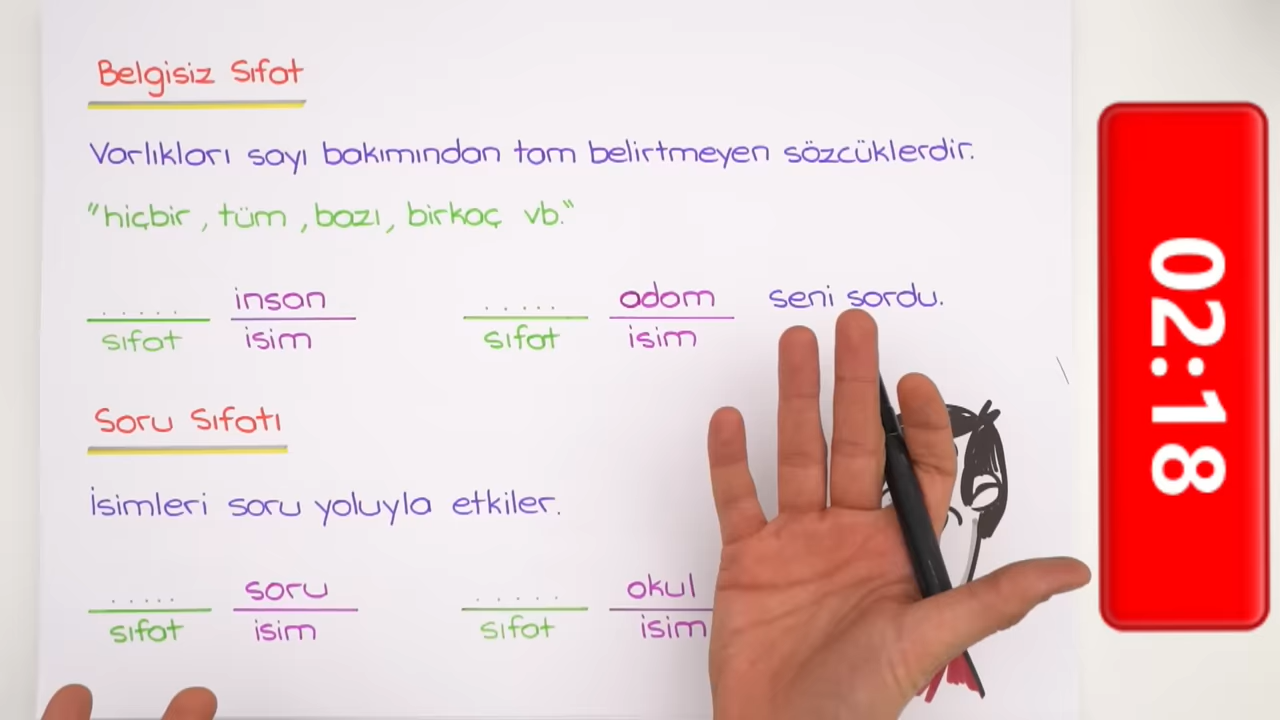 Belgisiz Sıfat
Varlıkları sayı bakımından tam belirtmeyen sözcüklerdir.
"hiçbir, tüm, bazı, birkaç vb."
..... insan ..... adam seni sordu.
sıfat isim sıfat isim
Soru Sıfatı
İsimleri soru yoluyla etkiler.
..... soru ..... okul
sıfat isim sıfat isim
02:18